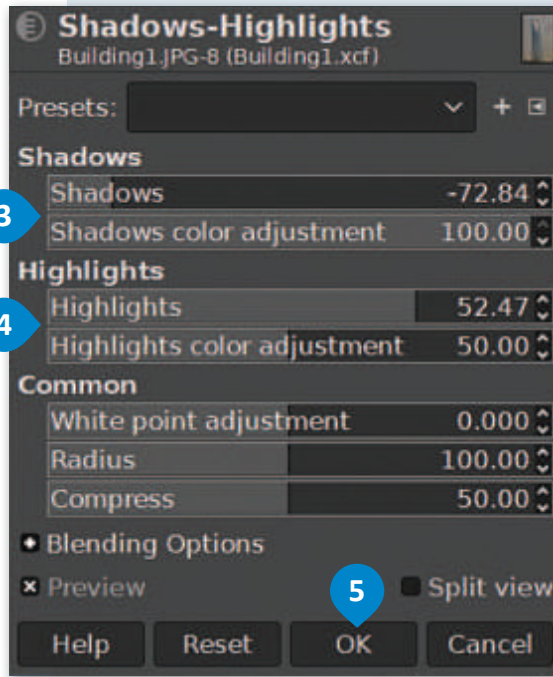 Shadows-Highlights
Building1.JPG-8 (Building1.xcf)
Presets:
Shadows
3
Shadows -72.84
Shadows color adjustment 100.00
Highlights
4
Highlights 52.47
Highlights color adjustment 50.00
Common
White point adjustment 0.000
Radius 100.00
Compress 50.00
Blending Options
Preview 5 Split view
Help Reset OK Cancel